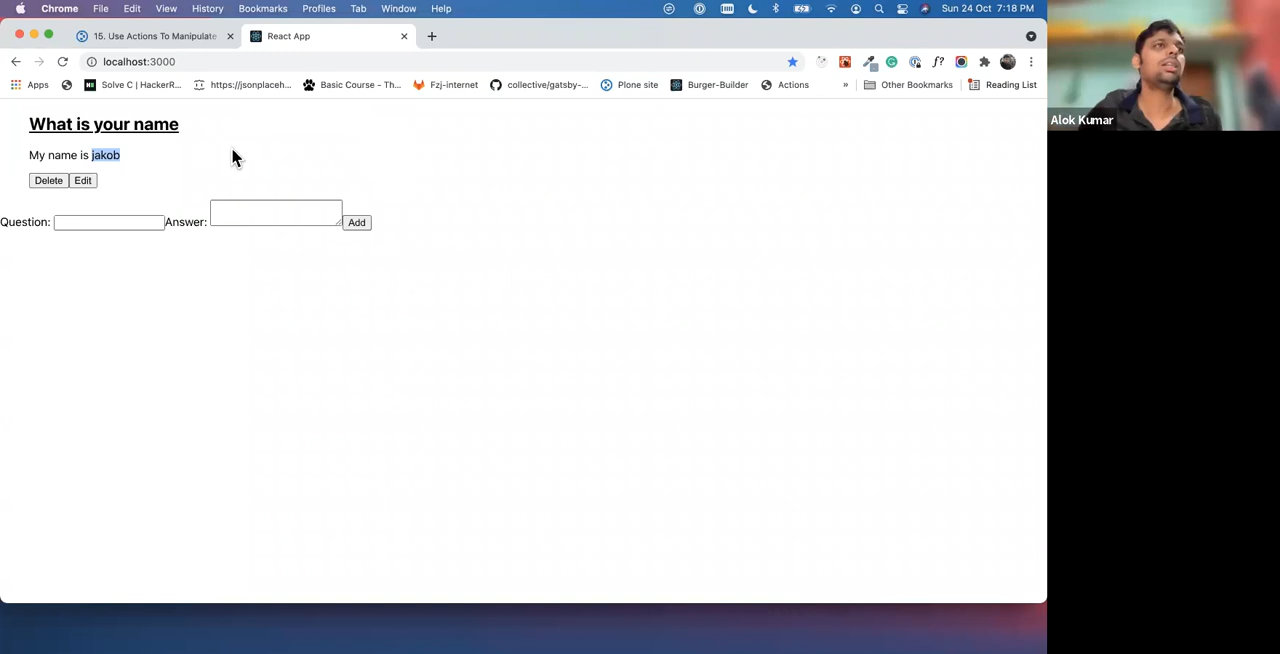 Chrome File Edit View History Bookmarks Profiles Tab Window Help Sun 24 Oct 7:18 PM
15. Use Actions To Manipulate React App
localhost:3000
Apps Solve C | HackerR... https://jsonplaceh... Basic Course - Th... Fzj-internet collective/gatsby-... Plone site Burger-Builder Actions » Other Bookmarks Reading List
What is your name
My name is jakob
Delete Edit
Question: Answer: Add
Alok Kumar